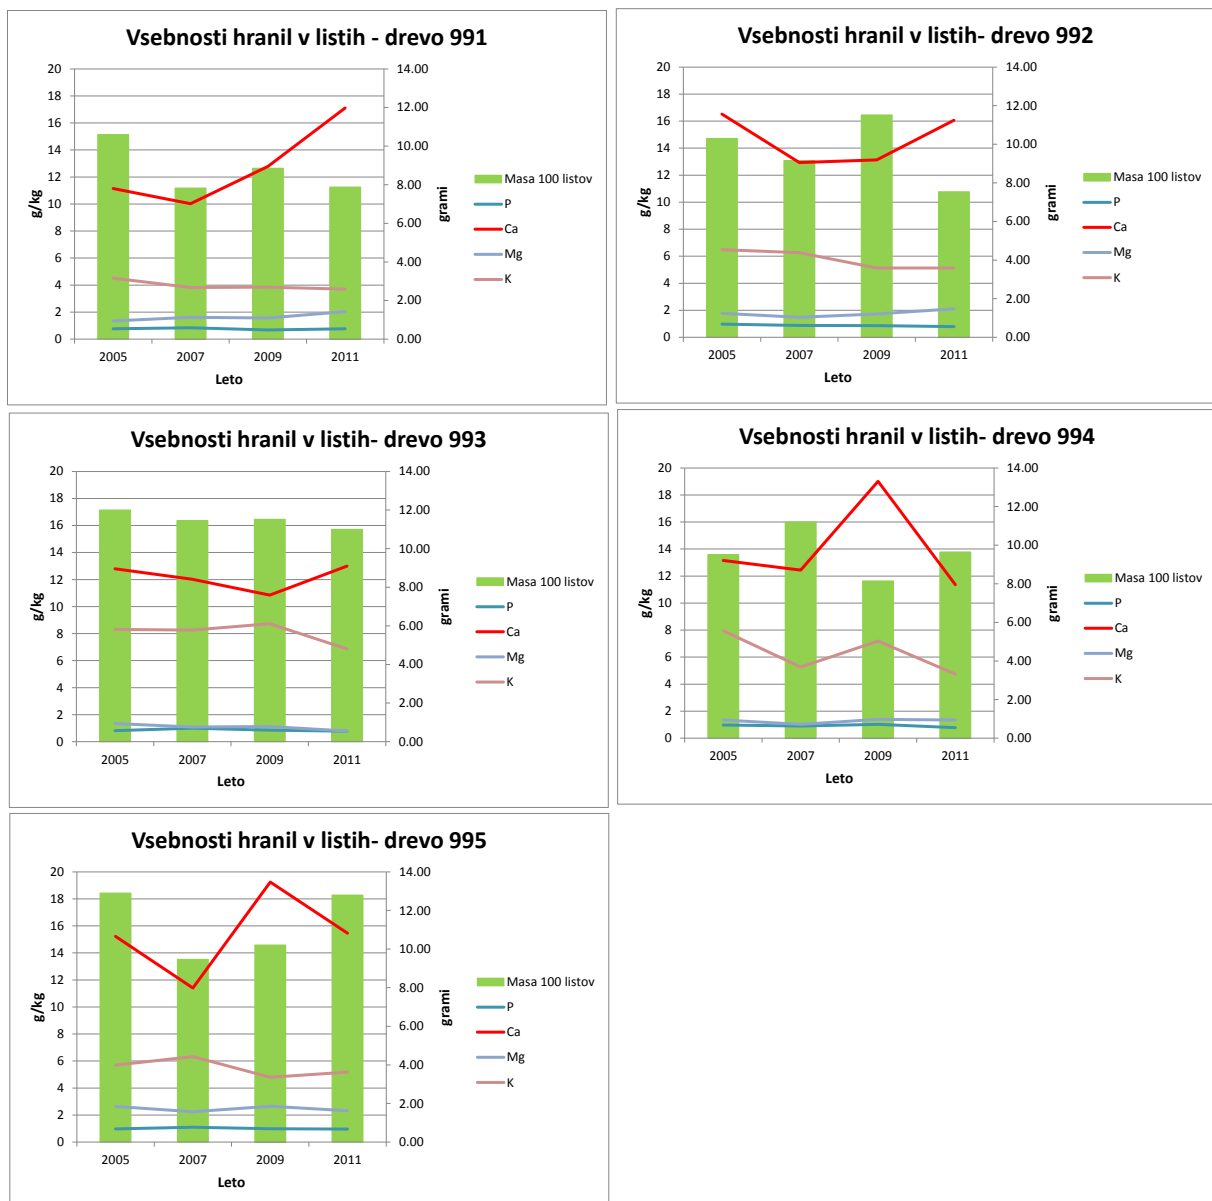 Vsebnosti hranil v listih - drevo 991
20
18
16
14
12
10
8
6
4
2
0
g/kg
14.00
12.00
10.00
8.00
6.00
4.00
2.00
0.00
grami
2005 2007 2009 2011
Leto
Masa 100 listov
P
Ca
Mg
K
Vsebnosti hranil v listih- drevo 992
20
18
16
14
12
10
8
6
4
2
0
g/kg
14.00
12.00
10.00
8.00
6.00
4.00
2.00
0.00
grami
2005 2007 2009 2011
Leto
Masa 100 listov
P
Ca
Mg
K
Vsebnosti hranil v listih- drevo 993
20
18
16
14
12
10
8
6
4
2
0
g/kg
14.00
12.00
10.00
8.00
6.00
4.00
2.00
0.00
grami
2005 2007 2009 2011
Leto
Masa 100 listov
P
Ca
Mg
K
Vsebnosti hranil v listih- drevo 994
20
18
16
14
12
10
8
6
4
2
0
g/kg
14.00
12.00
10.00
8.00
6.00
4.00
2.00
0.00
grami
2005 2007 2009 2011
Leto
Masa 100 listov
P
Ca
Mg
K
Vsebnosti hranil v listih- drevo 995
20
18
16
14
12
10
8
6
4
2
0
g/kg
14.00
12.00
10.00
8.00
6.00
4.00
2.00
0.00
grami
2005 2007 2009 2011
Leto
Masa 100 listov
P
Ca
Mg
K